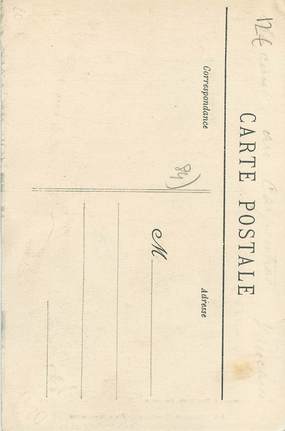 12€
CARTE POSTALE
Correspondance
Adresse
84)
M